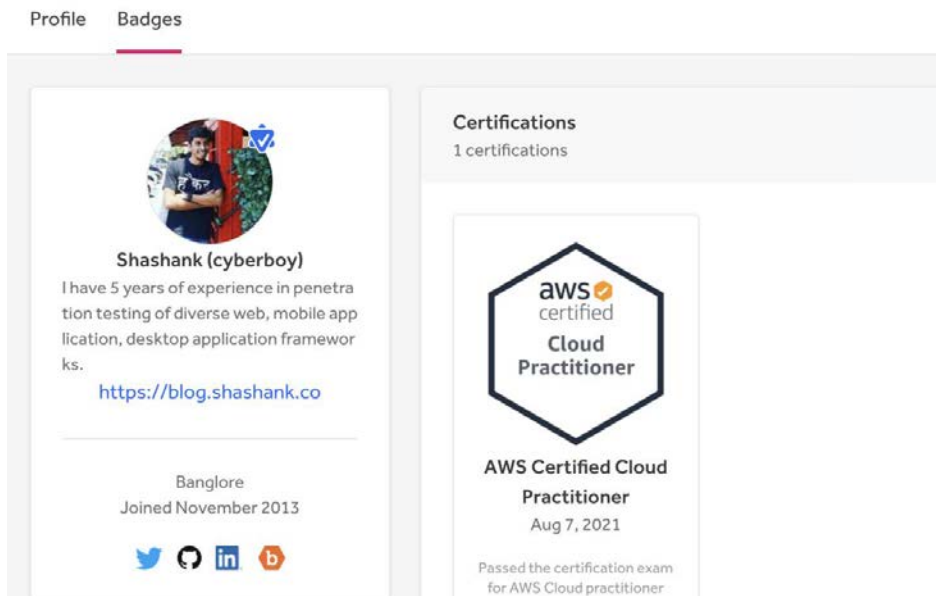 Profile Badges
Shashank (cyberboy)
I have 5 years of experience in penetra
tion testing of diverse web, mobile app
lication, desktop application framewor
ks.
https://blog.shashank.co
Banglore
Joined November 2013
in
b
Certifications
1 certifications
aws
certified
Cloud
Practitioner
AWS Certified Cloud
Practitioner
Aug 7, 2021
Passed the certification exam
for AWS Cloud practitioner